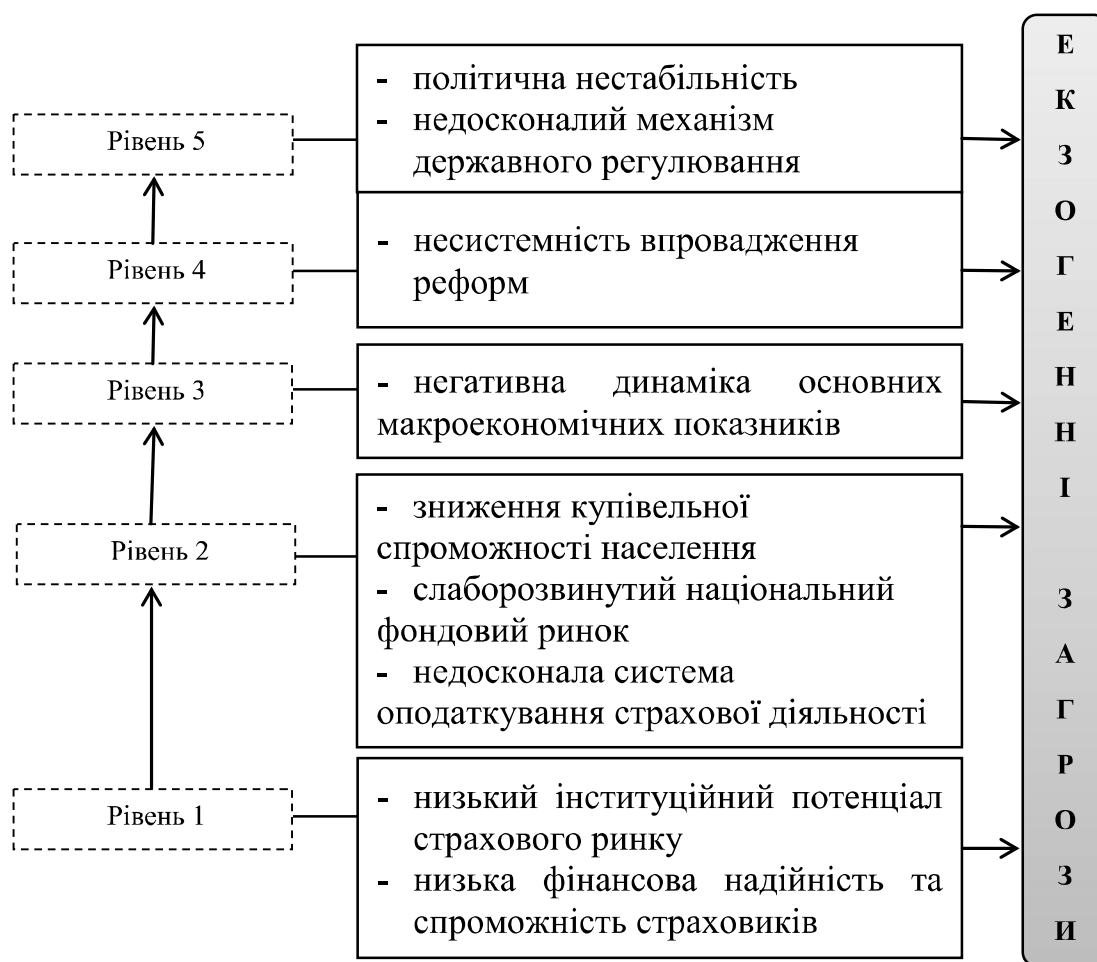 Рівень 5
- політична нестабільність
- недосконалий механізм
державного регулювання
Рівень 4
- несистемність впровадження
реформ
Рівень 3
- негативна динаміка основних
макроекономічних показників
Рівень 2
- зниження купівельної
спроможності населення
- слаборозвинутий національний
фондовий ринок
- недосконала система
оподаткування страхової діяльності
Рівень 1
- низький інституційний потенціал
страхового ринку
- низька фінансова надійність та
спроможність страховиків
ЕКЗОГЕННІ ЗАГРОЗИ